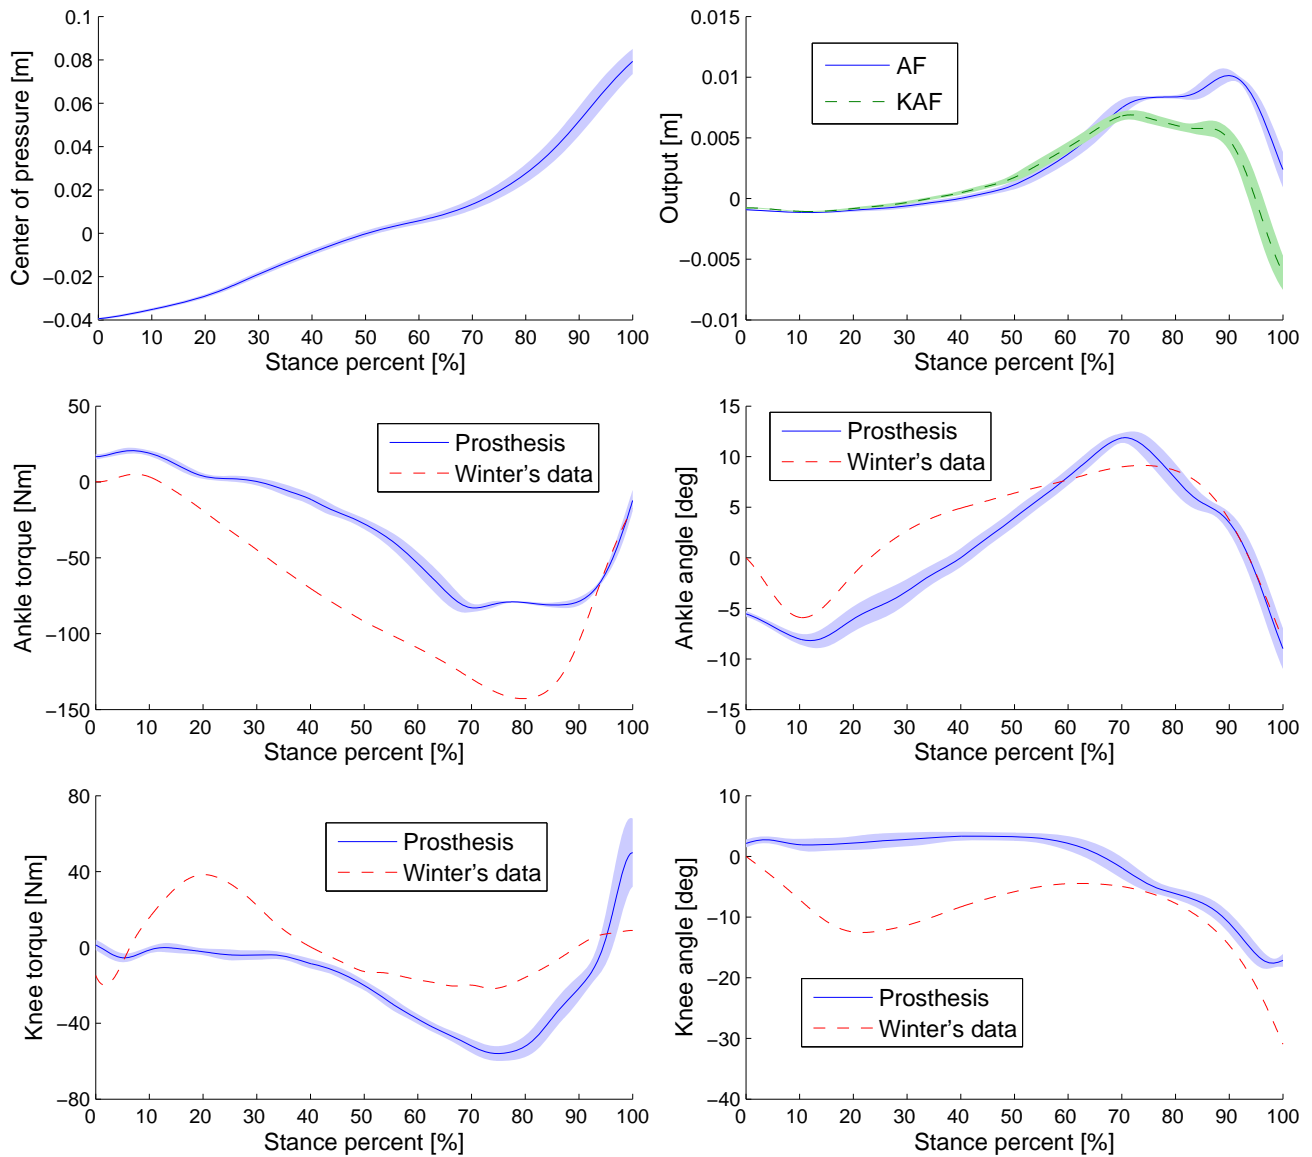 0.1
0.08
0.06
0.04
0.02
0
−0.02
−0.04
Center of pressure [m]
0 10 20 30 40 50 60 70 80 90 100
Stance percent [%]
0.015
0.01
0.005
0
−0.005
−0.01
Output [m]
AF
KAF
0 10 20 30 40 50 60 70 80 90 100
Stance percent [%]
50
0
−50
−100
−150
Ankle torque [Nm]
Prosthesis
Winter's data
0 10 20 30 40 50 60 70 80 90 100
Stance percent [%]
15
10
5
0
−5
−10
−15
Ankle angle [deg]
Prosthesis
Winter's data
0 10 20 30 40 50 60 70 80 90 100
Stance percent [%]
80
40
0
−40
−80
Knee torque [Nm]
Prosthesis
Winter's data
0 10 20 30 40 50 60 70 80 90 100
Stance percent [%]
10
0
−10
−20
−30
−40
Knee angle [deg]
Prosthesis
Winter's data
0 10 20 30 40 50 60 70 80 90 100
Stance percent [%]